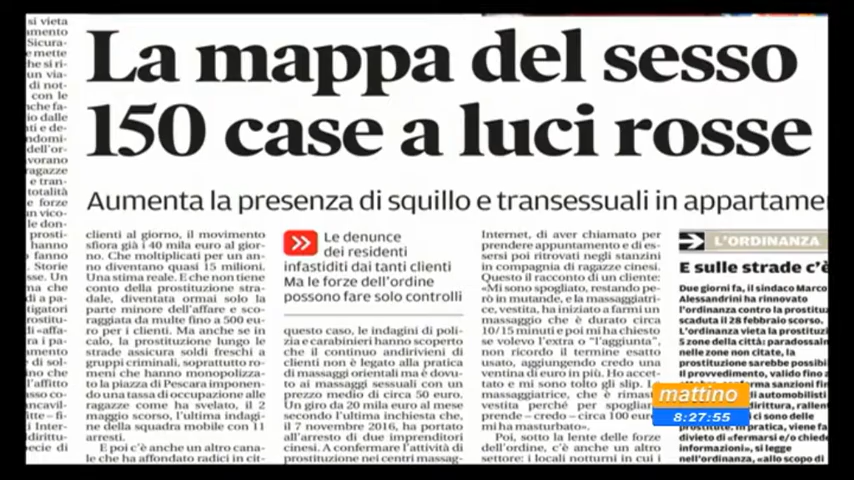 La mappa del sesso
150 case a luci rosse
Aumenta la presenza di squillo e transessuali in appartame
clienti al giorno, il movimento
sfiora già i 40 mila euro al gior-
no. Che moltiplicati per un an-
no diventano quasi 15 milioni.
Una stima reale. E che non tiene
conto della prostituzione stra-
dale, diventata ormai solo la
parte minore dell'affare e sco-
raggiata da multe fino a 500 eu-
ro per i clienti. Ma anche se in
calo, la prostituzione lungo le
strade assicura soldi freschi a
gruppi criminali, soprattutto ro-
meni che hanno monopolizza-
to la piazza di Pescara imponen-
do una tassa di occupazione alle
ragazze come ha svelato, il 2
maggio scorso, l'ultima indagi-
ne della squadra mobile con 11
arresti.
E poi c'è anche un altro cana-
le che ha affondato radici in cit-
Le denunce
dei residenti
infastiditi dai tanti clienti
Ma le forze dell'ordine
possono fare solo controlli
questo caso, le indagini di poli-
zia e carabinieri hanno scoperto
che il continuo andirivieni di
clienti non è legato alla pratica
di massaggi orientali ma è dovu-
to ai massaggi sessuali con un
prezzo medio di circa 50 euro.
Un giro da 20 mila euro al mese
secondo l'ultima inchiesta che,
il 7 novembre 2016, ha portato
all'arresto di due imprenditori
cinesi. A confermare l'attività di
prostituzione nei centri massag-
Internet, di aver chiamato per
prendere appuntamento e di es-
sersi poi ritrovati negli stanzini
in compagnia di ragazze cinesi.
Questo il racconto di un cliente:
«Mi sono spogliato, restando pe-
rò in mutande, e la massaggiatri-
ce, vestita, ha iniziato a farmi un
massaggio che è durato circa
10/15 minuti e poi mi ha chiesto
se volevo l'extra o "l'aggiunta",
non ricordo il termine esatto
usato, aggiungendo credo una
ventina di euro in più. Ho accet-
tato e mi sono tolto gli slip. L
massaggiatrice, che è rimas
vestita perché per spogliar
prende – credo – circa 100 eur
mi ha masturbato».
Poi, sotto la lente delle forze
dell'ordine, c'è anche un altro
settore: i locali notturni in cui i
L'ORDINANZA
E sulle strade c'è
Due giorni fa, il sindaco Marco
Alessandrini ha rinnovato
l'ordinanza contro la prostituz
scaduta il 28 febbraio scorso.
L'ordinanza vieta la prostituzi
5 zona della città: paradossain
nelle zone non citate, la
prostituzione sarebbe possibi
Il provvedimento, valido fino a
mattino
8:27:55
divieto di «fermarsi e/o chiede
informazioni», si legge
nell'ordinanza, «allo scopo di